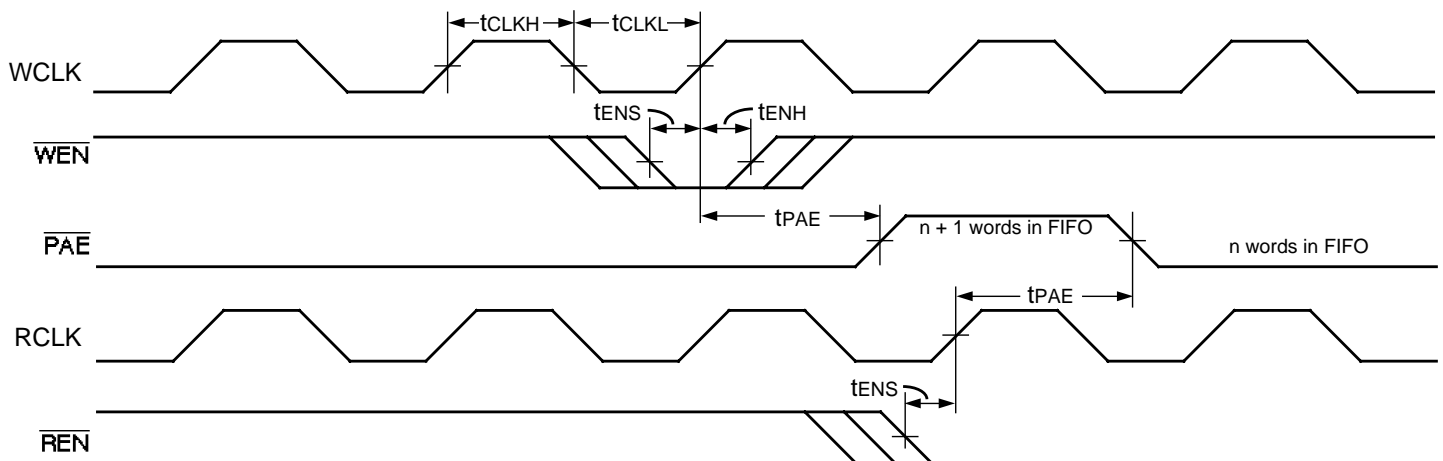 tCLKH
tCLKL
WCLK
tENS
tENH
WEN
tPAE
PAE
n + 1 words in FIFO
n words in FIFO
tPAE
RCLK
tENS
REN